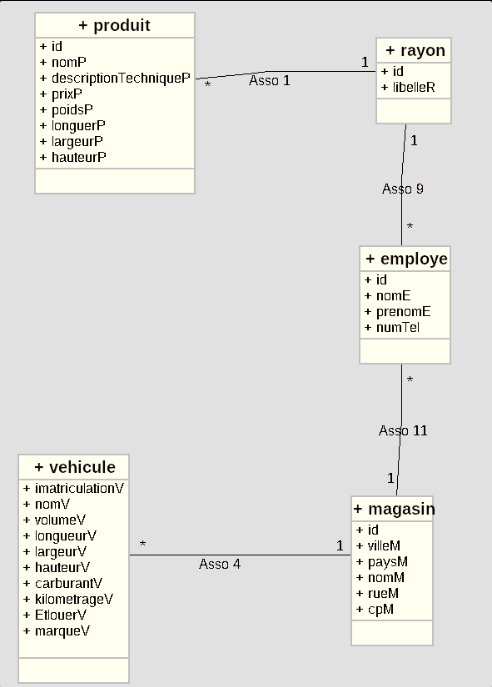 + produit
+ id
+ nomP
+ descriptionTechniqueP
+ prixP
+ poidsP
+ longuerP
+ largeurP
+ hauteurP
*
Asso 1
1
+ rayon
+ id
+ libelleR
1
Asso 9
*
+ employe
+ id
+ nomE
+ prenomE
+ numTel
*
Asso 11
1
+ vehicule
+ imatriculationV
+ nomV
+ volumeV
+ longueurV
+ largeurV
+ hauteurV
+ carburantV
+ kilometrageV
+ EtlouerV
+ marqueV
*
Asso 4
1
+ magasin
+ id
+ villeM
+ paysM
+ nomM
+ rueM
+ cpM